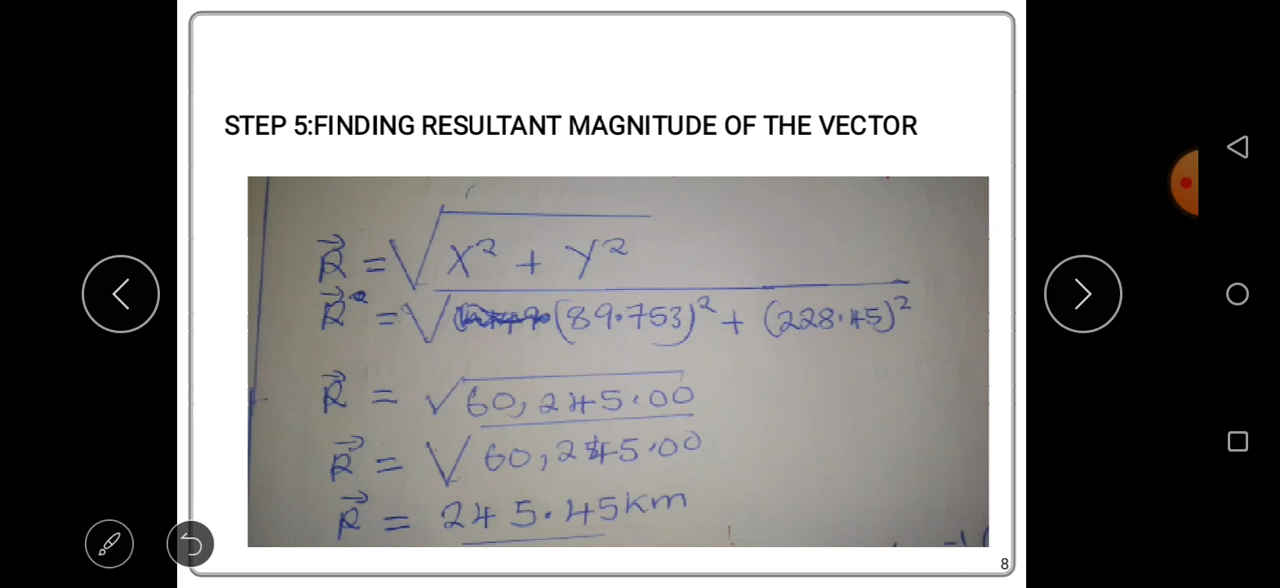 STEP 5:FINDING RESULTANT MAGNITUDE OF THE VECTOR
R⃗ = √X² + Y²
R⃗ = √(89.753)² + (228.45)²
R⃗ = √60,245.00
R⃗ = √60,245.00
R⃗ = 245.45km
8